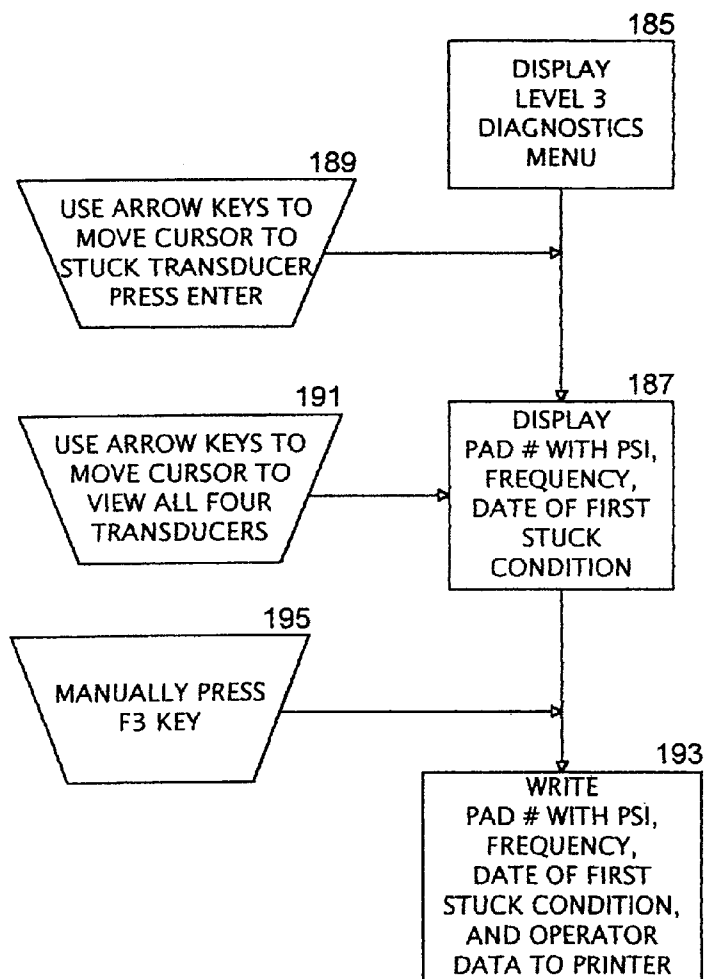 185
DISPLAY
LEVEL 3
DIAGNOSTICS
MENU
189
USE ARROW KEYS TO
MOVE CURSOR TO
STUCK TRANSDUCER
PRESS ENTER
187
DISPLAY
PAD # WITH PSI,
FREQUENCY,
DATE OF FIRST
STUCK
CONDITION
191
USE ARROW KEYS TO
MOVE CURSOR TO
VIEW ALL FOUR
TRANSDUCERS
195
MANUALLY PRESS
F3 KEY
193
WRITE
PAD # WITH PSI,
FREQUENCY,
DATE OF FIRST
STUCK CONDITION,
AND OPERATOR
DATA TO PRINTER